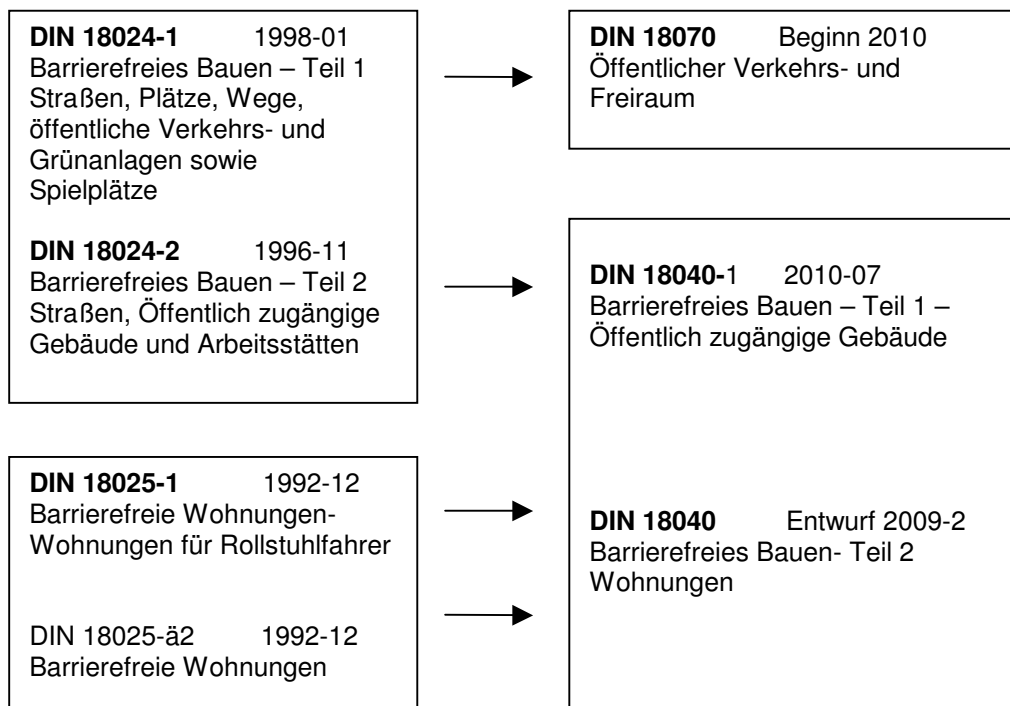 DIN 18024-1 1998-01
Barrierefreies Bauen – Teil 1
Straßen, Plätze, Wege,
öffentliche Verkehrs- und
Grünanlagen sowie
Spielplätze
DIN 18024-2 1996-11
Barrierefreies Bauen – Teil 2
Straßen, Öffentlich zugängige
Gebäude und Arbeitsstätten
DIN 18070 Beginn 2010
Öffentlicher Verkehrs- und
Freiraum
DIN 18040-1 2010-07
Barrierefreies Bauen – Teil 1 –
Öffentlich zugängige Gebäude
DIN 18025-1 1992-12
Barrierefreie Wohnungen-
Wohnungen für Rollstuhlfahrer
DIN 18025-ä2 1992-12
Barrierefreie Wohnungen
DIN 18040 Entwurf 2009-2
Barrierefreies Bauen- Teil 2
Wohnungen